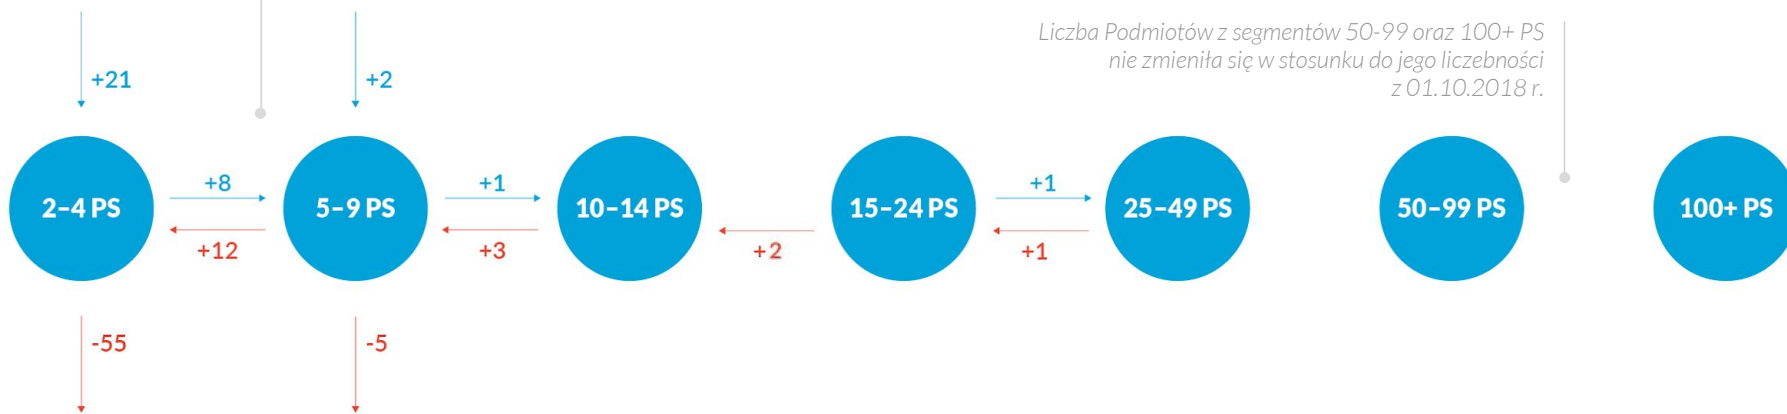 Liczba Podmiotów z segmentów 50-99 oraz 100+ PS
nie zmieniła się w stosunku do jego liczebności
z 01.10.2018 r.
+21
+2
2–4 PS
+8
+12
5–9 PS
+1
+3
10–14 PS
+2
15–24 PS
+1
+1
25–49 PS
50–99 PS
100+ PS
-55
-5